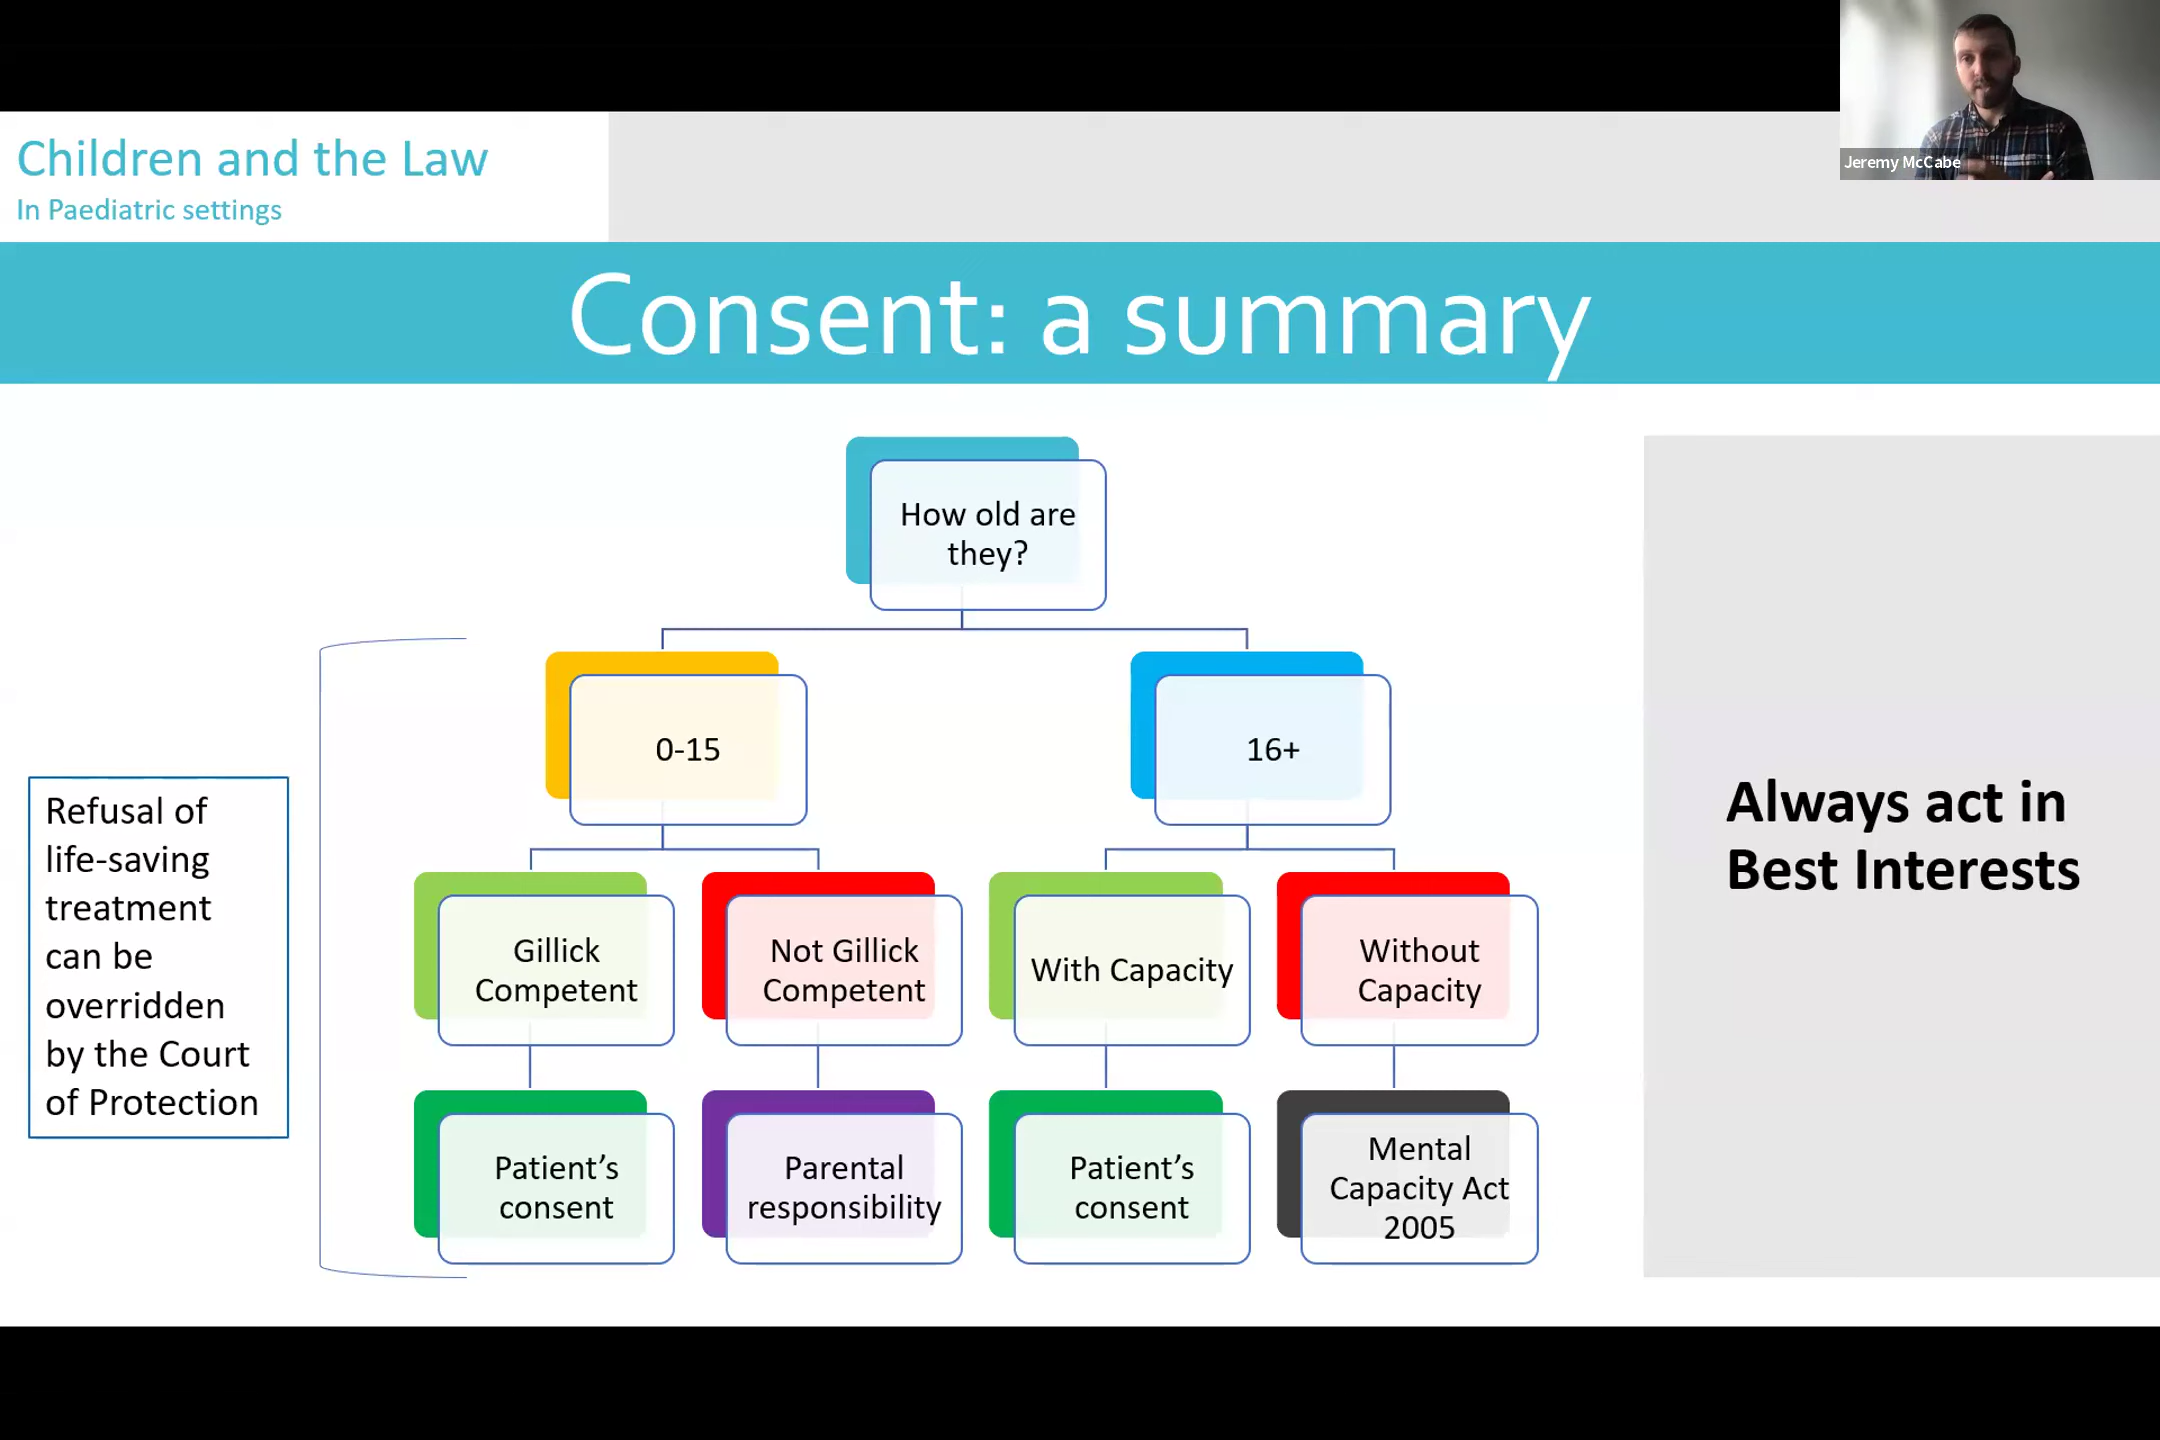 Jeremy McCabe
Children and the Law
In Paediatric settings
Consent: a summary
How old are
they?
0-15
16+
Refusal of
life-saving
treatment
can be
overridden
by the Court
of Protection
Gillick
Competent
Not Gillick
Competent
With Capacity
Without
Capacity
Patient’s
consent
Parental
responsibility
Patient’s
consent
Mental
Capacity Act
2005
Always act in
Best Interests